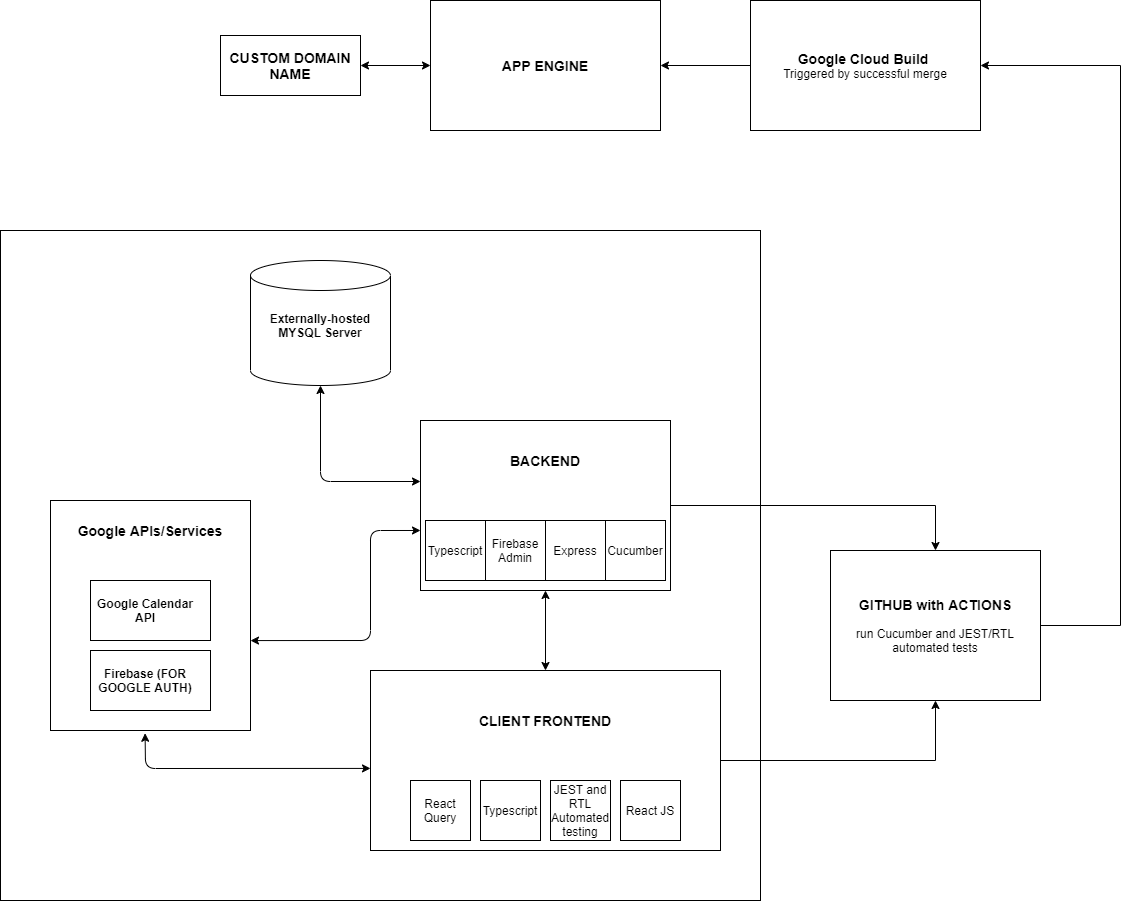 CUSTOM DOMAIN
NAME
APP ENGINE
Google Cloud Build
Triggered by successful merge
Externally-hosted
MYSQL Server
BACKEND
Typescript
Firebase
Admin
Express
Cucumber
Google APIs/Services
Google Calendar
API
Firebase (FOR
GOOGLE AUTH)
GITHUB with ACTIONS
run Cucumber and JEST/RTL
automated tests
CLIENT FRONTEND
React
Query
Typescript
JEST and
RTL
Automated
testing
React JS